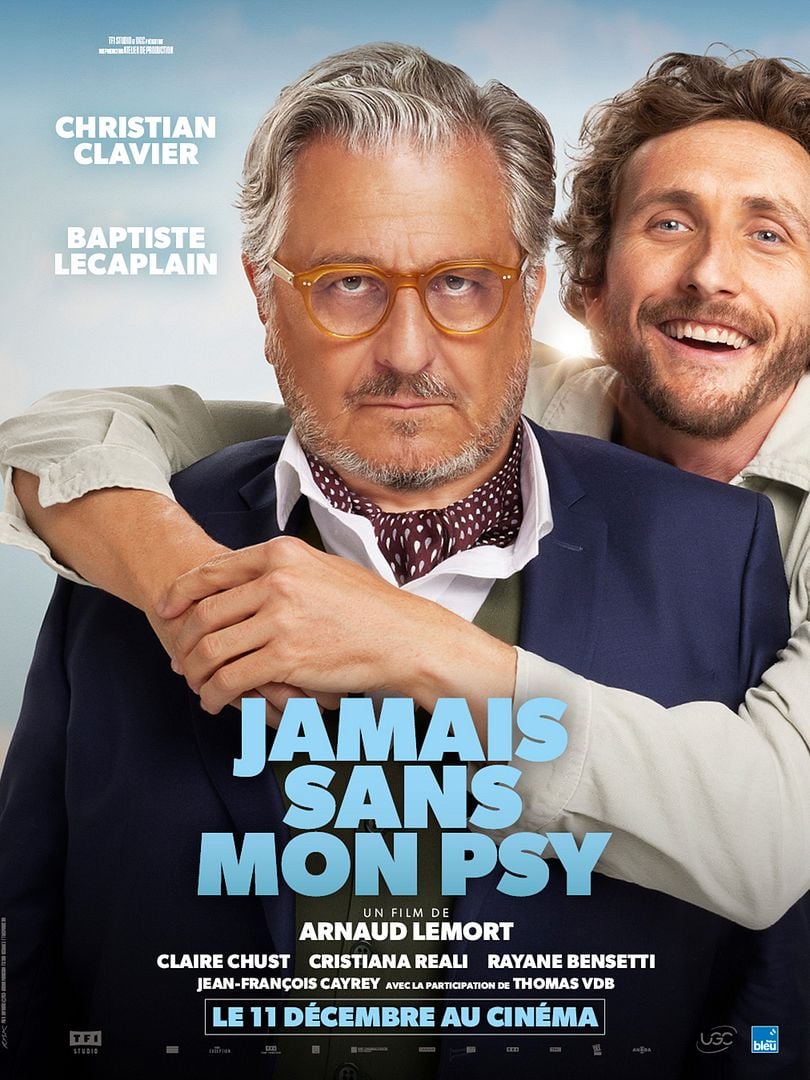 CHRISTIAN
CLAVIER
BAPTISTE
LECAPLAIN
JAMAIS
SANS
MON PSY
UN FILM DE
ARNAUD LEMORT
CLAIRE CHUST CRISTIANA REALI RAYANE BENSETTI
JEAN-FRANÇOIS CAYREY AVEC LA PARTICIPATION DE THOMAS VDB
LE 11 DÉCEMBRE AU CINÉMA
TF1
STUDIO
UGC
bleu